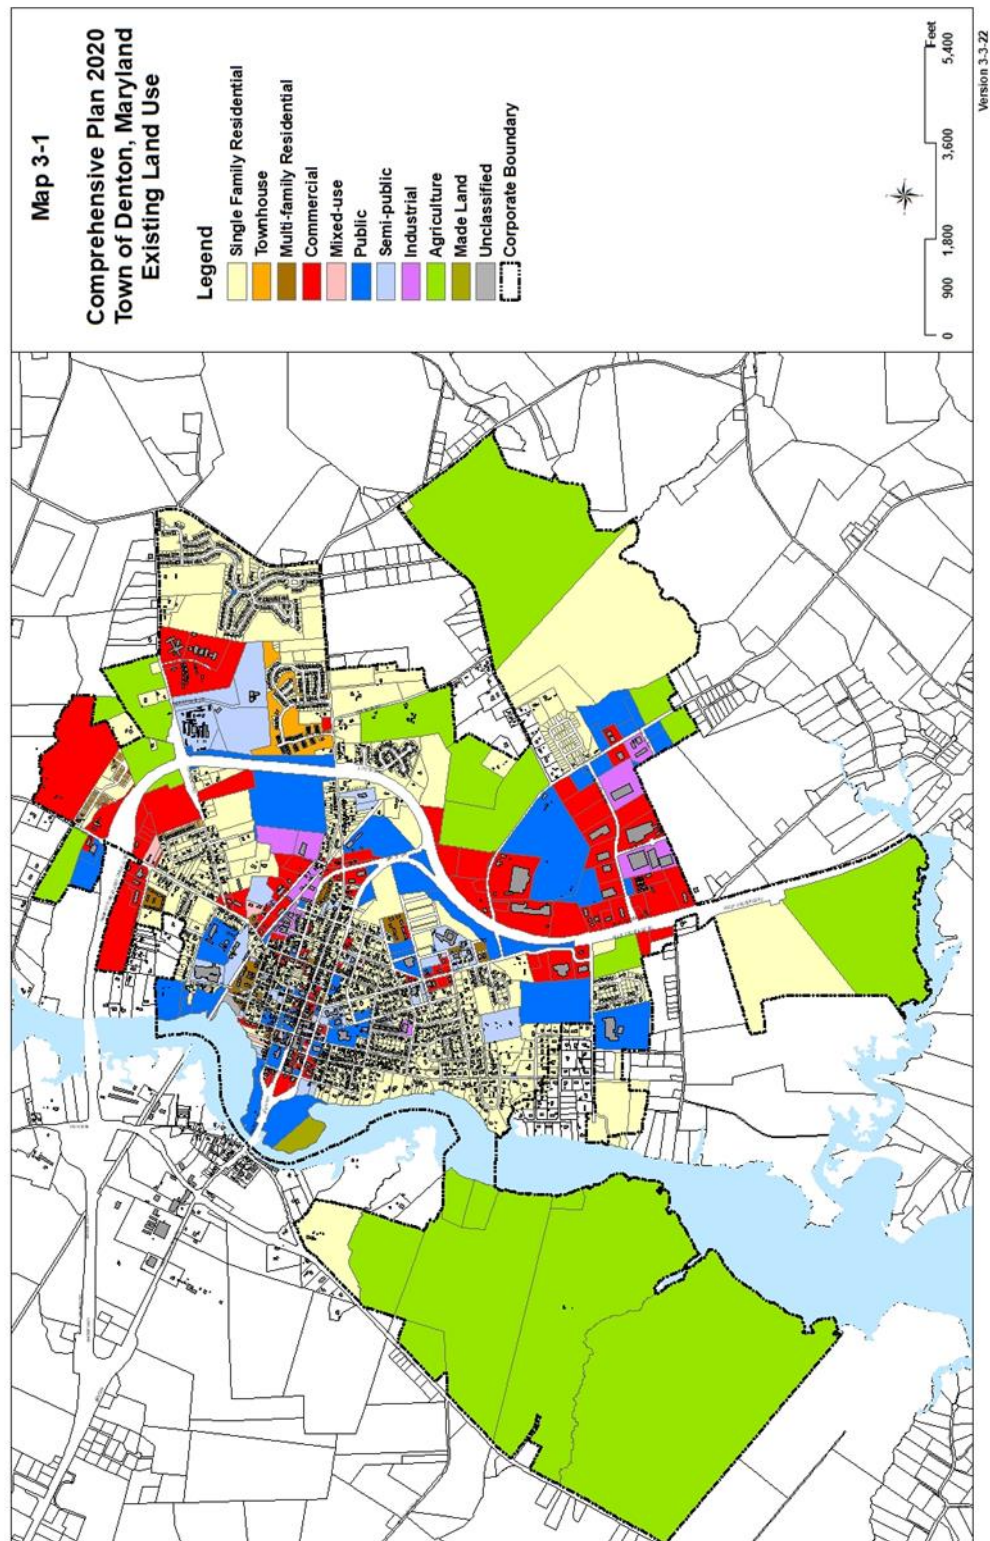 Map 3-1
Comprehensive Plan 2020
Town of Denton, Maryland
Existing Land Use
Legend
Single Family Residential
Townhouse
Multi-family Residential
Commercial
Mixed-use
Public
Semi-public
Industrial
Agriculture
Made Land
Unclassified
Corporate Boundary
Feet
0 900 1,800 3,600 5,400
Version 3-3-22